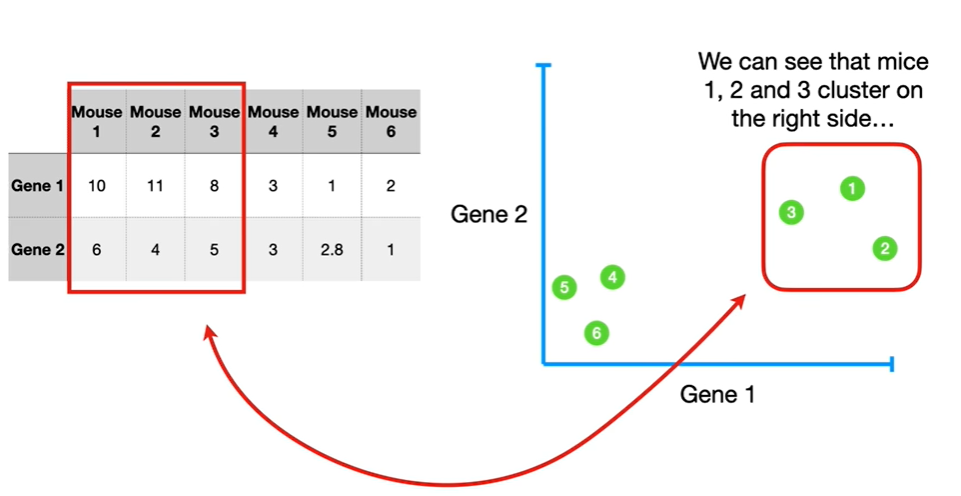 We can see that mice
1, 2 and 3 cluster on
the right side…
Mouse 1 Mouse 2 Mouse 3 Mouse 4 Mouse 5 Mouse 6
Gene 1 10 11 8 3 1 2
Gene 2 6 4 5 3 2.8 1
Gene 2
1
3
2
4
5
6
Gene 1